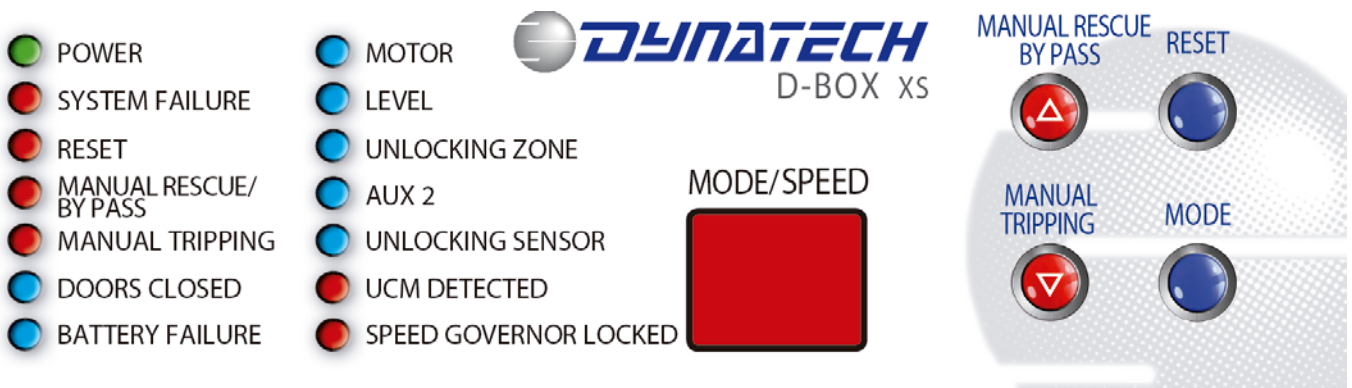 POWER
SYSTEM FAILURE
RESET
MANUAL RESCUE/
BY PASS
MANUAL TRIPPING
DOORS CLOSED
BATTERY FAILURE
MOTOR
LEVEL
UNLOCKING ZONE
AUX 2
UNLOCKING SENSOR
UCM DETECTED
SPEED GOVERNOR LOCKED
DYNATECH
D-BOX XS
MODE/SPEED
MANUAL RESCUE
BY PASS
RESET
MANUAL
TRIPPING
MODE